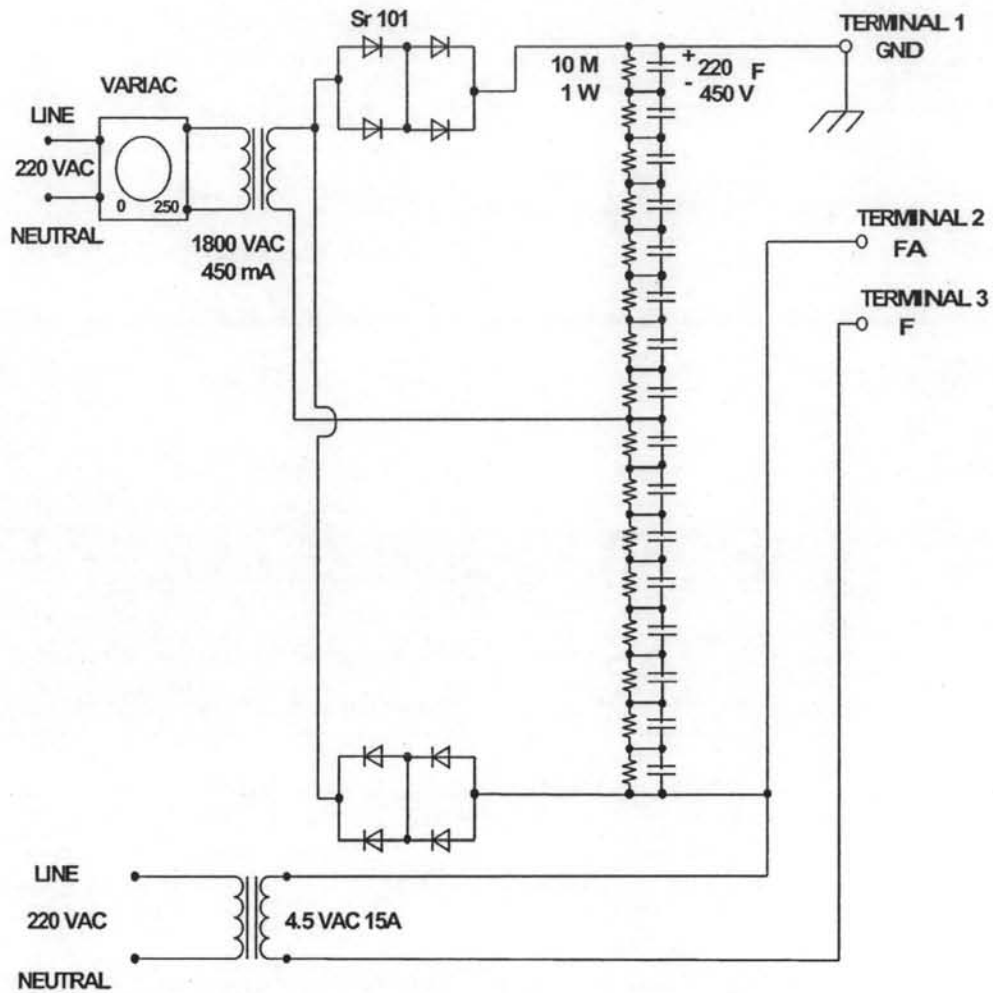 Sr 101
TERMINAL 1
GND
10 M
1 W
+ 220 F
- 450 V
VARIAC
LINE
220 VAC
0 250
NEUTRAL
1800 VAC
450 mA
TERMINAL 2
FA
TERMINAL 3
F
LINE
220 VAC
4.5 VAC 15A
NEUTRAL